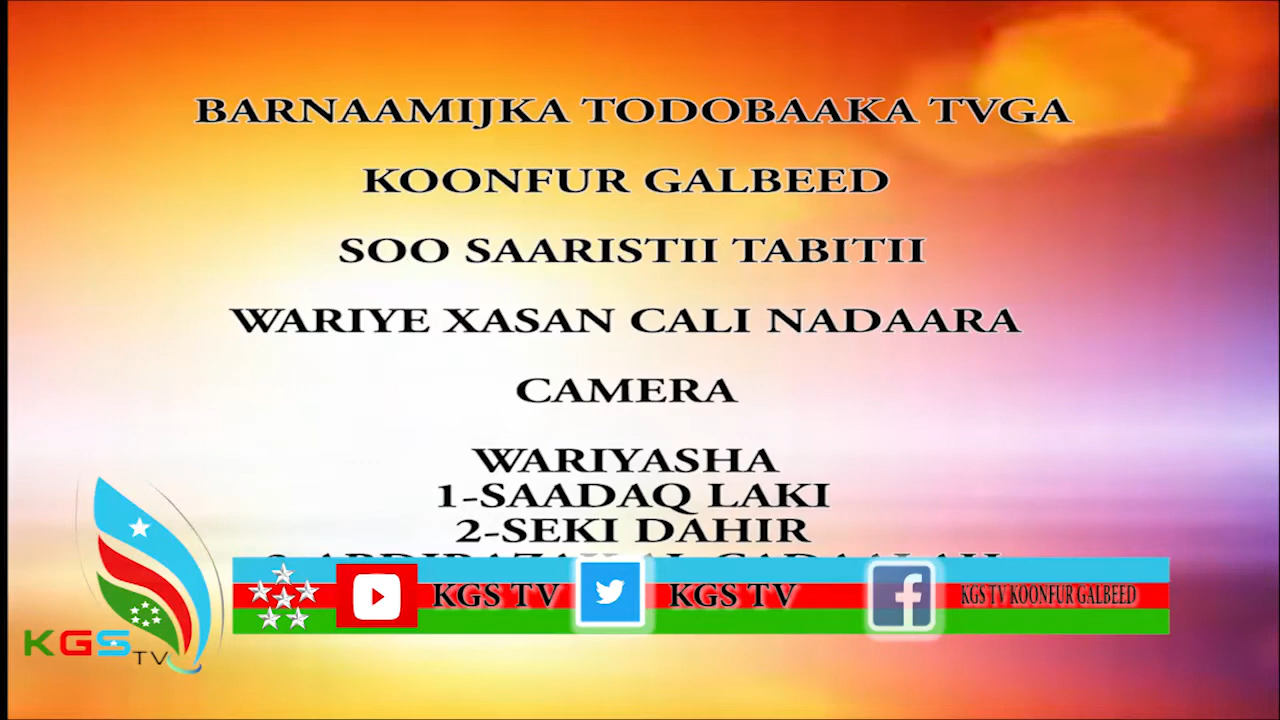 BARNAAMIJKA TODOBAAKA TVGA
KOONFUR GALBEED
SOO SAARISTII TABITII
WARIYE XASAN CALI NADAARA
CAMERA
WARIYASHA
1-SAADAQ LAKI
2-SEKI DAHIR
KGS TV
KGS TV
KGS TV KOONFUR GALBEED
KGS
TV